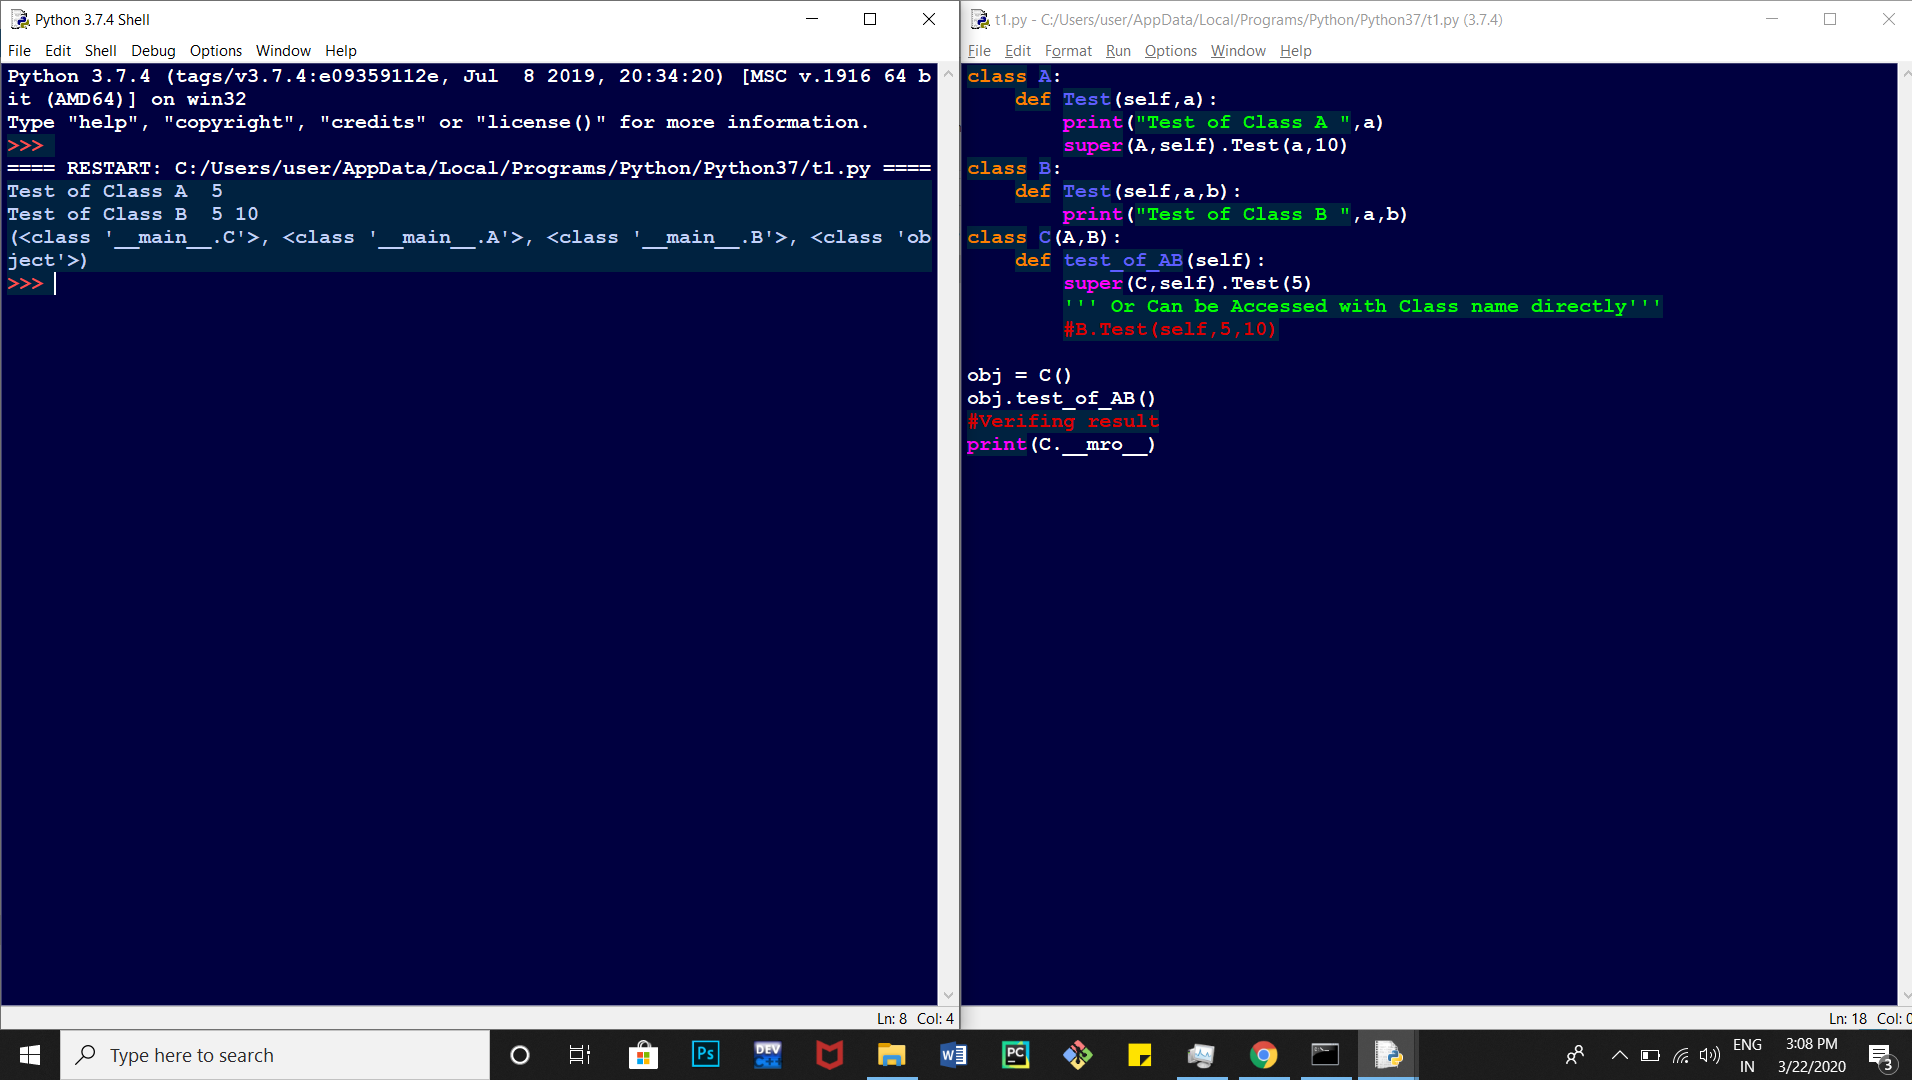 Python 3.7.4 Shell
File Edit Shell Debug Options Window Help
Python 3.7.4 (tags/v3.7.4:e09359112e, Jul  8 2019, 20:34:20) [MSC v.1916 64 b
it (AMD64)] on win32
Type "help", "copyright", "credits" or "license()" for more information.
>>>
==== RESTART: C:/Users/user/AppData/Local/Programs/Python/Python37/t1.py ====
Test of Class A  5
Test of Class B  5 10
(<class '__main__.C'>, <class '__main__.A'>, <class '__main__.B'>, <class 'ob
ject'>)
>>>
Ln: 8 Col: 4
t1.py - C:/Users/user/AppData/Local/Programs/Python/Python37/t1.py (3.7.4)
File Edit Format Run Options Window Help
class A:
    def Test(self,a):
        print("Test of Class A ",a)
        super(A,self).Test(a,10)
class B:
    def Test(self,a,b):
        print("Test of Class B ",a,b)
class C(A,B):
    def test_of_AB(self):
        super(C,self).Test(5)
        ''' Or Can be Accessed with Class name directly'''
        #B.Test(self,5,10)
obj = C()
obj.test_of_AB()
#Verifing result
print(C.__mro__)
Ln: 18 Col: 0
Type here to search
Ps
DEV
C++
W
PC
ENG
IN
3:08 PM
3/22/2020
3